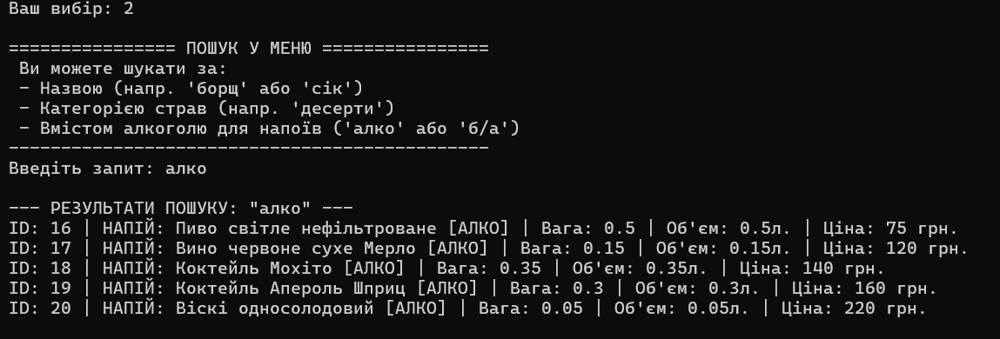 Ваш вибір: 2
================ ПОШУК У МЕНЮ ================
Ви можете шукати за:
- Назвою (напр. 'борщ' або 'сік')
- Категорією страв (напр. 'десерти')
- Вмістом алкоголю для напоїв ('алко' або 'б/а')
----------------------------------------------
Введіть запит: алко
--- РЕЗУЛЬТАТИ ПОШУКУ: "алко" ---
ID: 16 | НАПІЙ: Пиво світле нефільтроване [АЛКО] | Вага: 0.5 | Об'єм: 0.5л. | Ціна: 75 грн.
ID: 17 | НАПІЙ: Вино червоне сухе Мерло [АЛКО] | Вага: 0.15 | Об'єм: 0.15л. | Ціна: 120 грн.
ID: 18 | НАПІЙ: Коктейль Мохіто [АЛКО] | Вага: 0.35 | Об'єм: 0.35л. | Ціна: 140 грн.
ID: 19 | НАПІЙ: Коктейль Апероль Шприц [АЛКО] | Вага: 0.3 | Об'єм: 0.3л. | Ціна: 160 грн.
ID: 20 | НАПІЙ: Віскі односолодовий [АЛКО] | Вага: 0.05 | Об'єм: 0.05л. | Ціна: 220 грн.